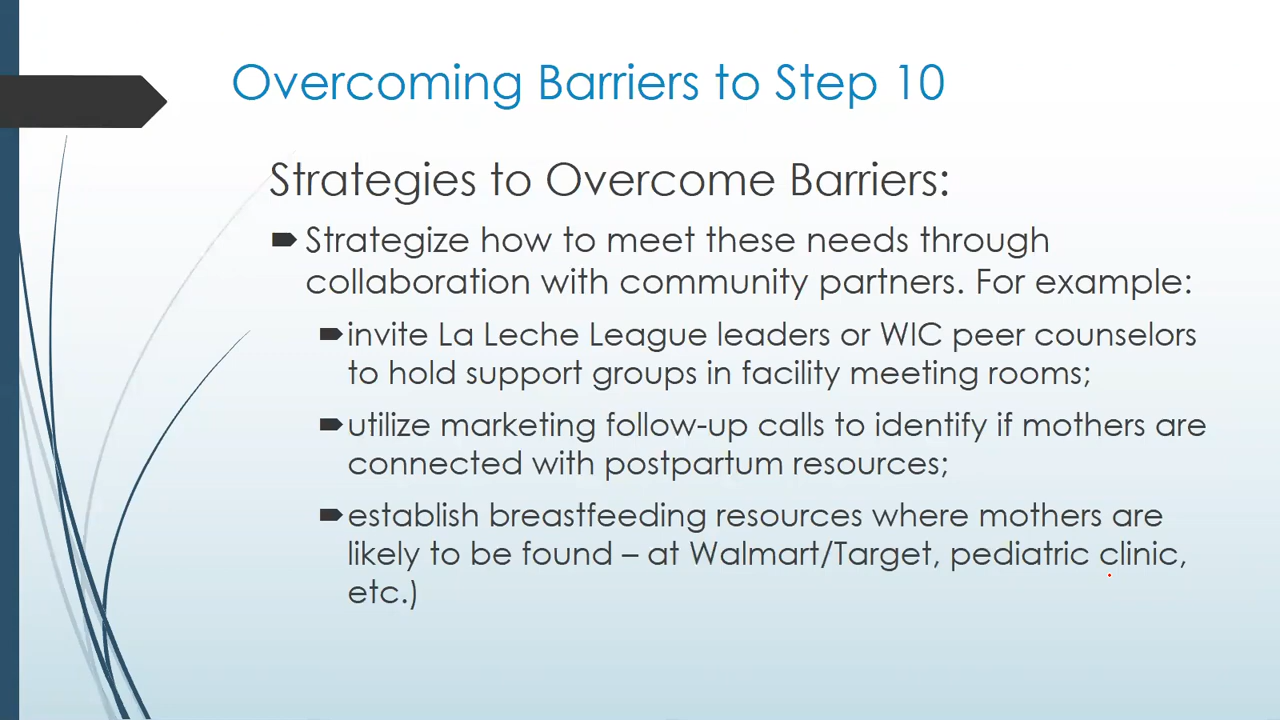 Overcoming Barriers to Step 10
Strategies to Overcome Barriers:
Strategize how to meet these needs through
collaboration with community partners. For example:
invite La Leche League leaders or WIC peer counselors
to hold support groups in facility meeting rooms;
utilize marketing follow-up calls to identify if mothers are
connected with postpartum resources;
establish breastfeeding resources where mothers are
likely to be found – at Walmart/Target, pediatric clinic,
etc.)